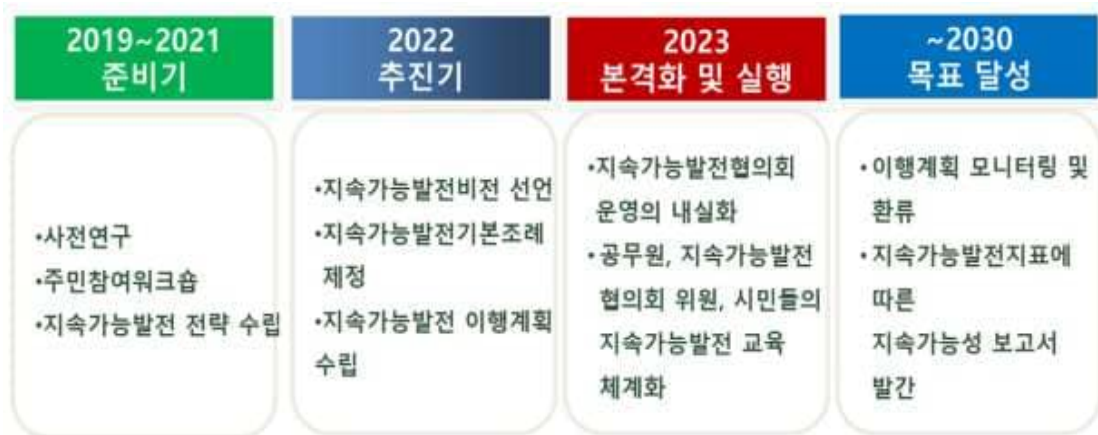 2019~2021
준비기
•사전연구
•주민참여워크숍
•지속가능발전 전략 수립
2022
추진기
•지속가능발전비전 선언
•지속가능발전기본조례
제정
•지속가능발전 이행계획
수립
2023
본격화 및 실행
•지속가능발전협의회
운영의 내실화
•공무원, 지속가능발전
협의회 위원, 시민들의
지속가능발전 교육
체계화
~2030
목표 달성
•이행계획 모니터링 및
환류
•지속가능발전지표에
따른
지속가능성 보고서
발간